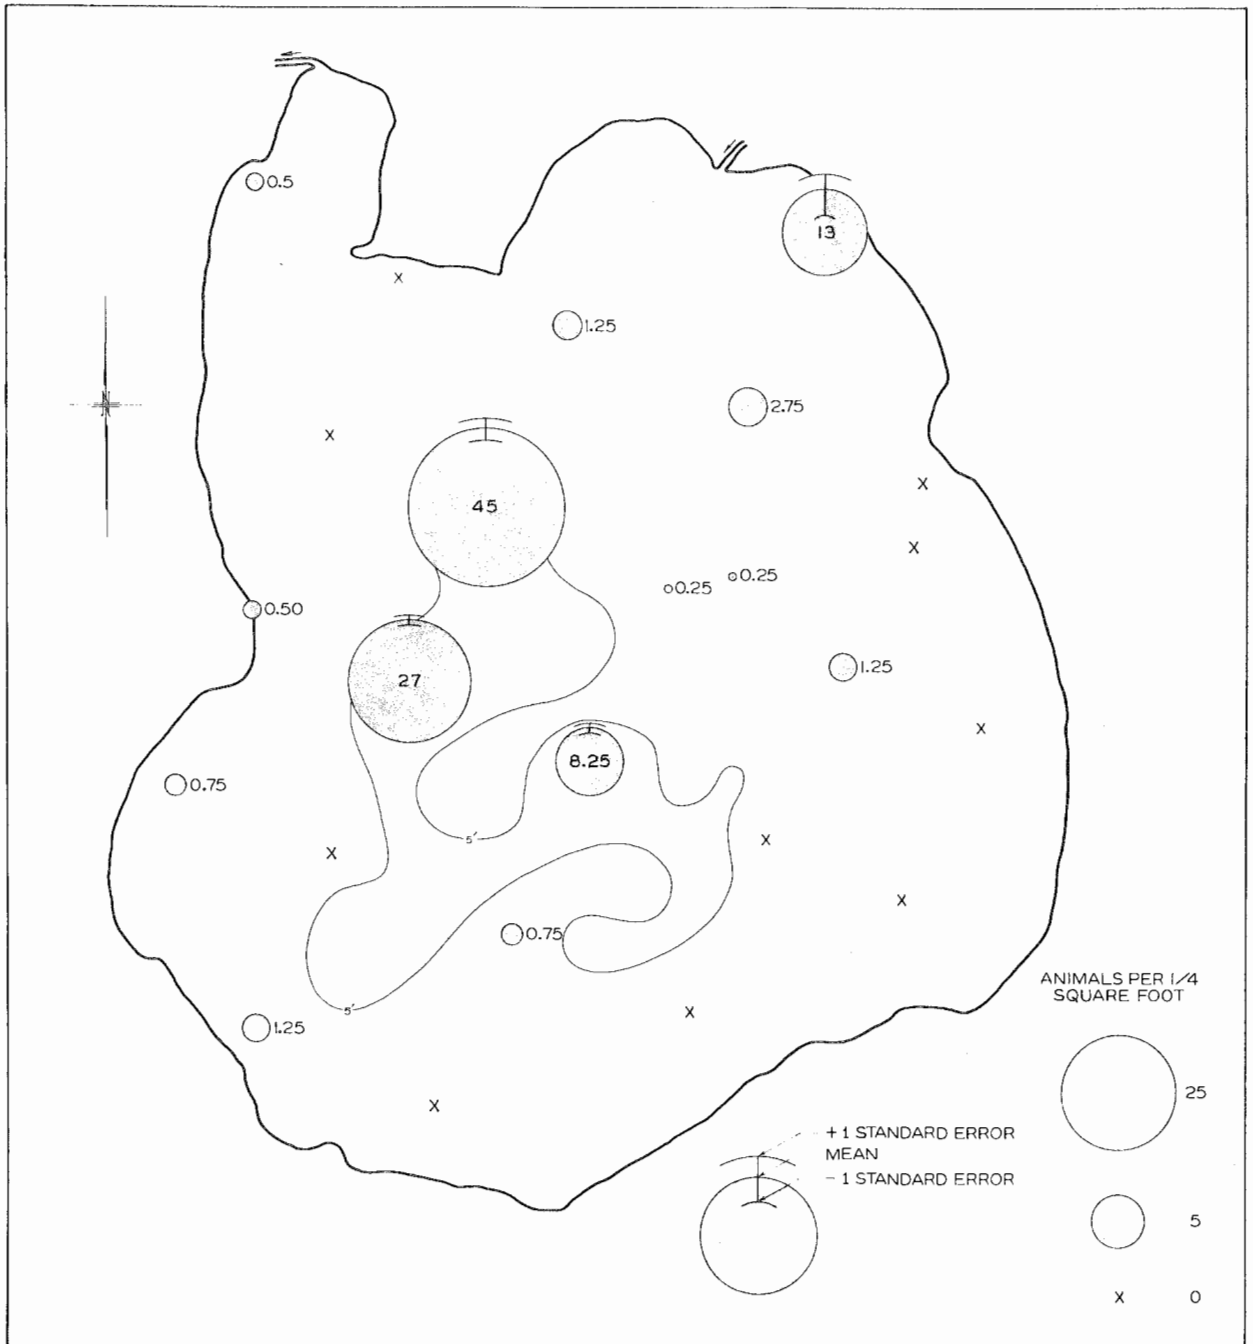 0.5
13
X
1.25
2.75
N
X
45
X
X
0.25
0.25
0.50
1.25
27
X
8.25
0.75
5'
X
X
X
0.75
ANIMALS PER 1/4
SQUARE FOOT
5'
X
1.25
25
X
+ 1 STANDARD ERROR
MEAN
- 1 STANDARD ERROR
5
X 0